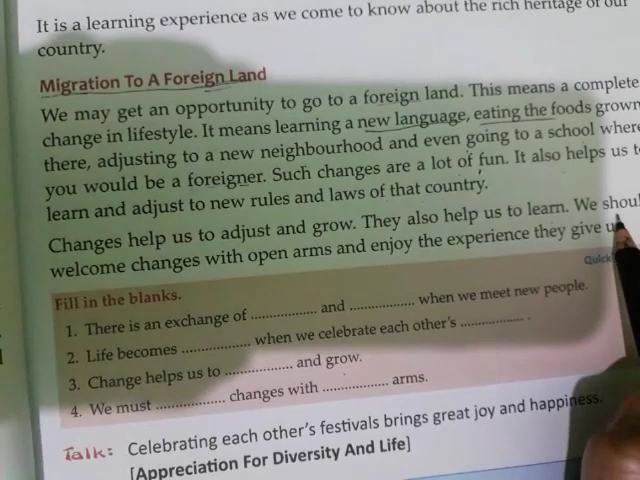 It is a learning experience as we come to know about the rich heritage of our
country.
Migration To A Foreign Land
We may get an opportunity to go to a foreign land. This means a complete
change in lifestyle. It means learning a new language, eating the foods grown
there, adjusting to a new neighbourhood and even going to a school where
you would be a foreigner. Such changes are a lot of fun. It also helps us t
learn and adjust to new rules and laws of that country.
Changes help us to adjust and grow. They also help us to learn. We shoul
welcome changes with open arms and enjoy the experience they give u
Quick
Fill in the blanks.
1. There is an exchange of .................. and .................. when we meet new people.
2. Life becomes .................. when we celebrate each other's .................. .
3. Change helps us to .................. and grow.
4. We must .................. changes with .................. arms.
Talk: Celebrating each other's festivals brings great joy and happiness.
[Appreciation For Diversity And Life]